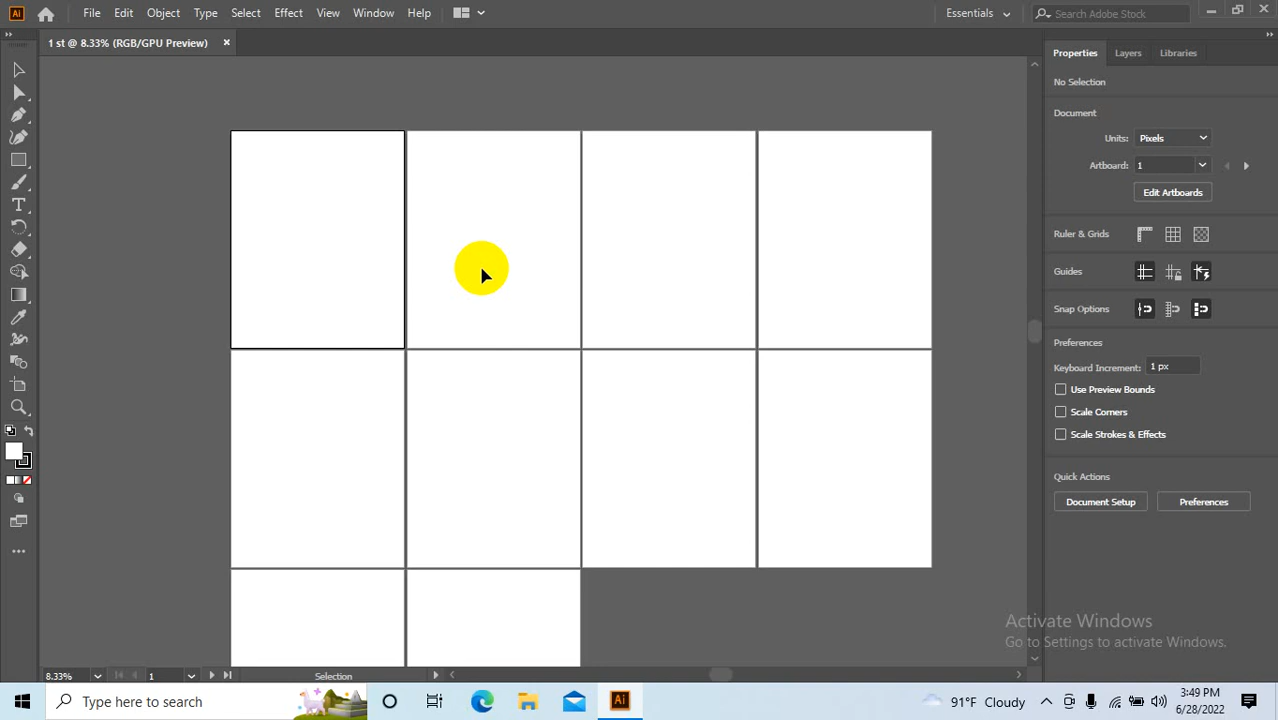 Ai File Edit Object Type Select Effect View Window Help Essentials Search Adobe Stock
1 st @ 8.33% (RGB/GPU Preview)
Properties Layers Libraries
No Selection
Document
Units: Pixels
Artboard: 1
Edit Artboards
Ruler & Grids
Guides
Snap Options
Preferences
Keyboard Increment: 1 px
Use Preview Bounds
Scale Corners
Scale Strokes & Effects
Quick Actions
Document Setup Preferences
Activate Windows
Go to Settings to activate Windows.
8.33% 1 Selection
Type here to search Ai 91°F Cloudy 3:49 PM
6/28/2022